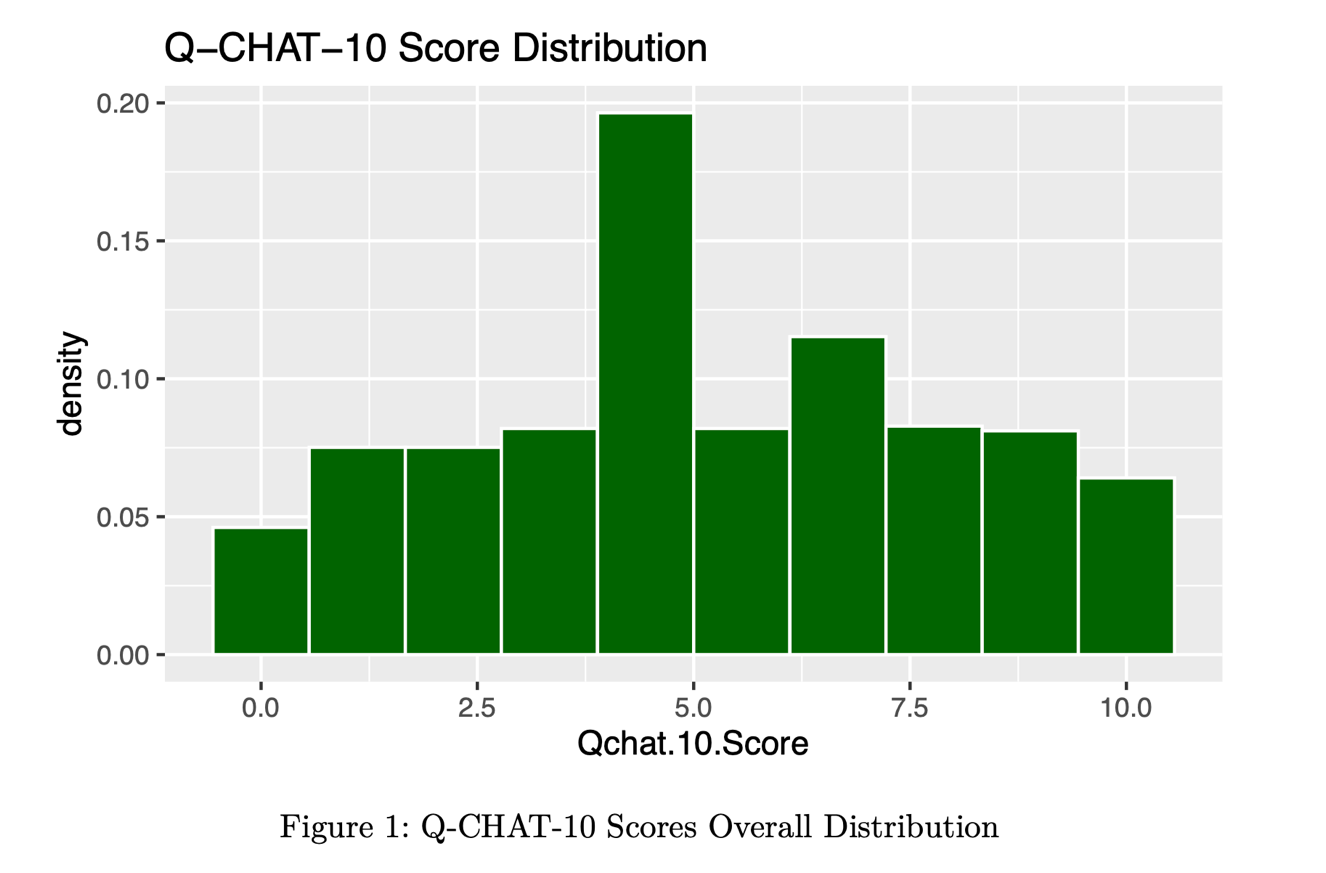 Q−CHAT−10 Score Distribution
0.20
0.15
0.10
0.05
0.00
density
0.0 2.5 5.0 7.5 10.0
Qchat.10.Score
Figure 1: Q-CHAT-10 Scores Overall Distribution